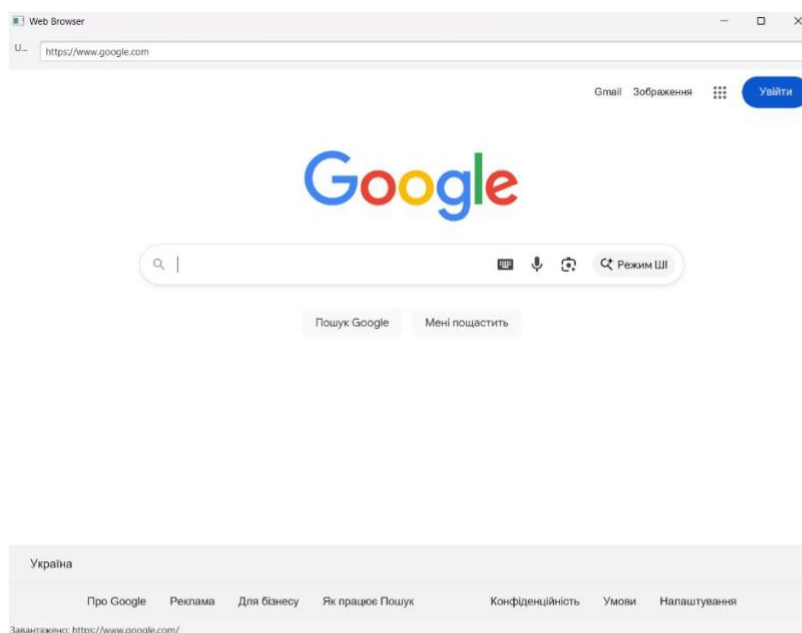 Web Browser
U... https://www.google.com
Gmail Зображення Увійти
Google
Режим ШІ
Пошук Google Мені пощастить
Україна
Про Google Реклама Для бізнесу Як працює Пошук Конфіденційність Умови Налаштування
Завантажено: https://www.google.com/